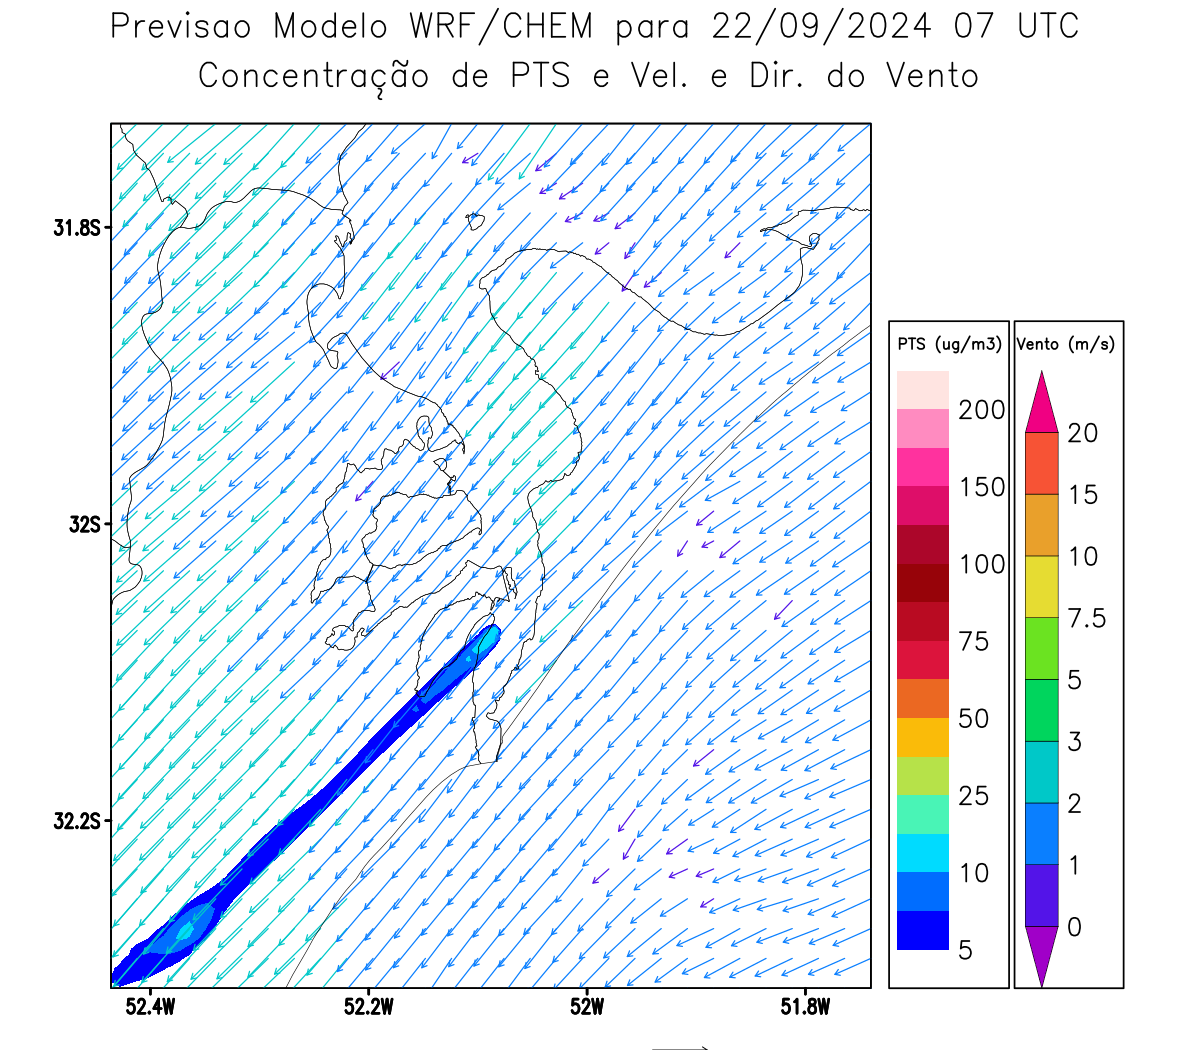 Previsao Modelo WRF/CHEM para 22/09/2024 07 UTC
Concentração de PTS e Vel. e Dir. do Vento
31.8S
32S
32.2S
52.4W
52.2W
52W
51.8W
PTS (ug/m3)
200
150
100
75
50
25
10
5
Vento (m/s)
20
15
10
7.5
5
3
2
1
0